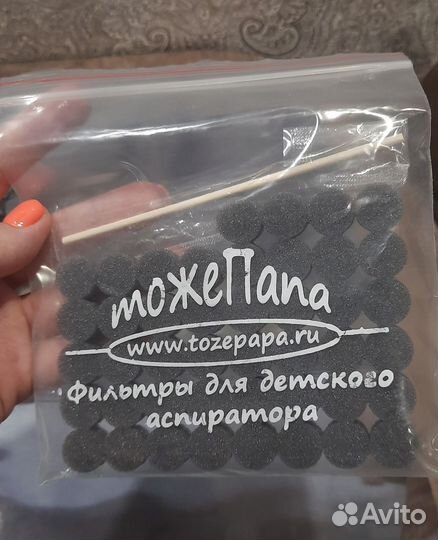 можеПапа
www.tozepapa.ru
Фильтры для детского
аспиратора
Avito